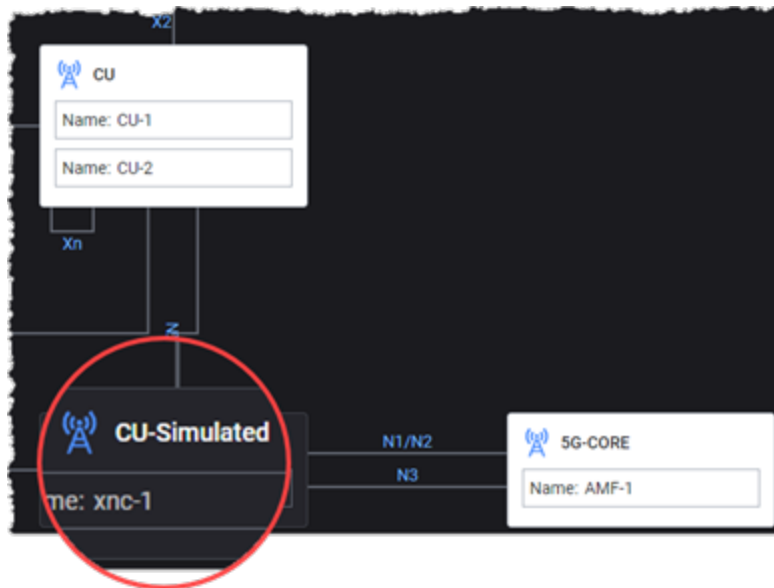 X2
CU
Name: CU-1
Name: CU-2
Xn
CU-Simulated
me: xnc-1
N1/N2
N3
5G-CORE
Name: AMF-1